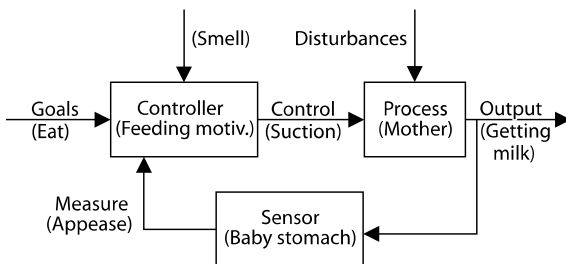 (Smell)
Disturbances
Goals
(Eat)
Controller
(Feeding motiv.)
Control
(Suction)
Process
(Mother)
Output
(Getting
milk)
Measure
(Appease)
Sensor
(Baby stomach)